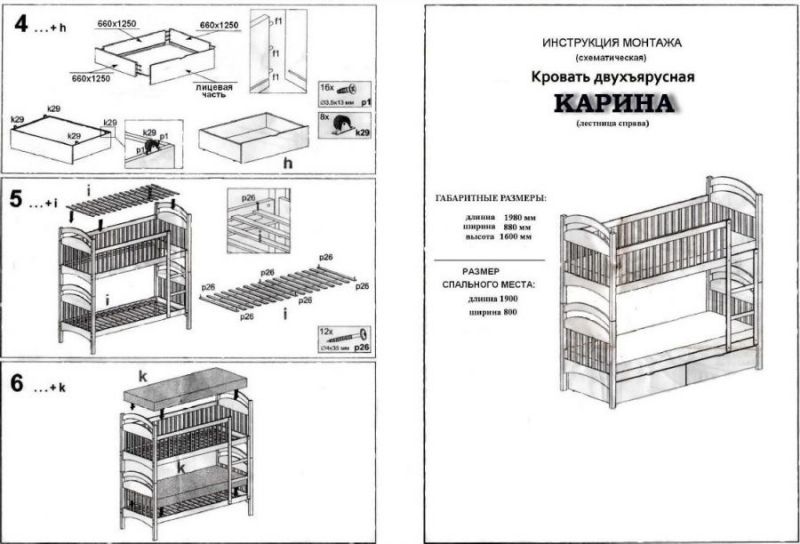 4 ...+h
660x1250
660x1250
660x1250
лицевая
часть
f1
f1
f1
16x
Ø3,5x13 мм p1
8x
k29
k29
k29
k29
k29
k29
p1
p1
h
5 ...+i
i
i
p26
p26
p26
p26
p26
p26
p26
i
12x
Ø4x35 мм p26
6 ...+k
k
k
ИНСТРУКЦИЯ МОНТАЖА
(схематическая)
Кровать двухъярусная
КАРИНА
(лестница справа)
ГАБАРИТНЫЕ РАЗМЕРЫ:
длинна 1980 мм
ширина 880 мм
высота 1600 мм
РАЗМЕР
СПАЛЬНОГО МЕСТА:
длинна 1900
ширина 800